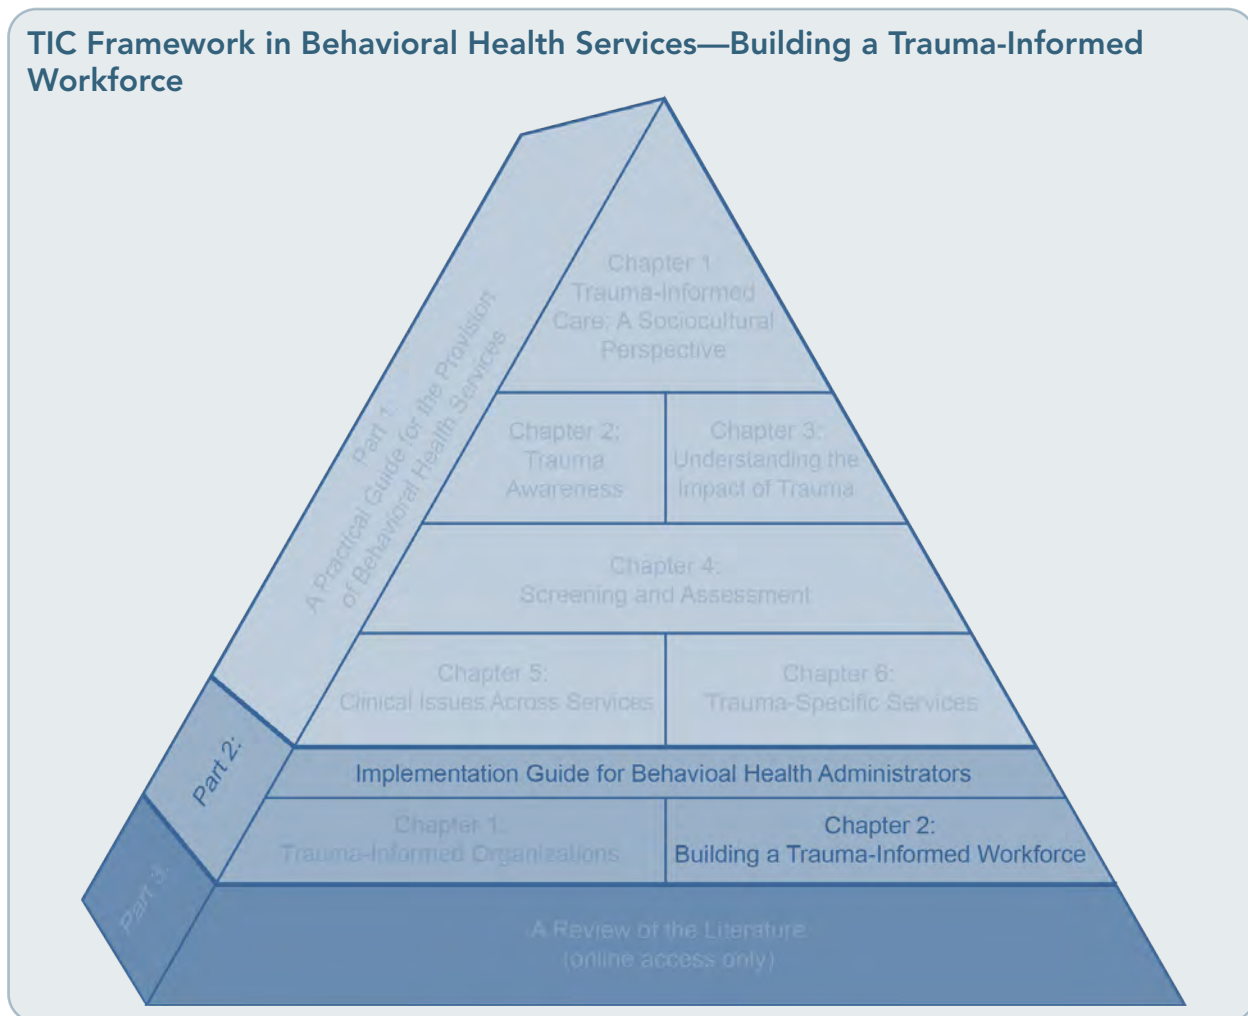 TIC Framework in Behavioral Health Services—Building a Trauma-Informed
Workforce
Part 1:
A Practical Guide for the Provision
of Behavioral Health Services
Chapter 1
Trauma-Informed
Care: A Sociocultural
Perspective
Chapter 2:
Trauma
Awareness
Chapter 3:
Understanding the
Impact of Trauma
Chapter 4:
Screening and Assessment
Chapter 5:
Clinical Issues Across Services
Chapter 6:
Trauma-Specific Services
Part 2:
Implementation Guide for Behavioal Health Administrators
Chapter 1:
Trauma-Informed Organizations
Chapter 2:
Building a Trauma-Informed Workforce
Part 3:
A Review of the Literature
(online access only)